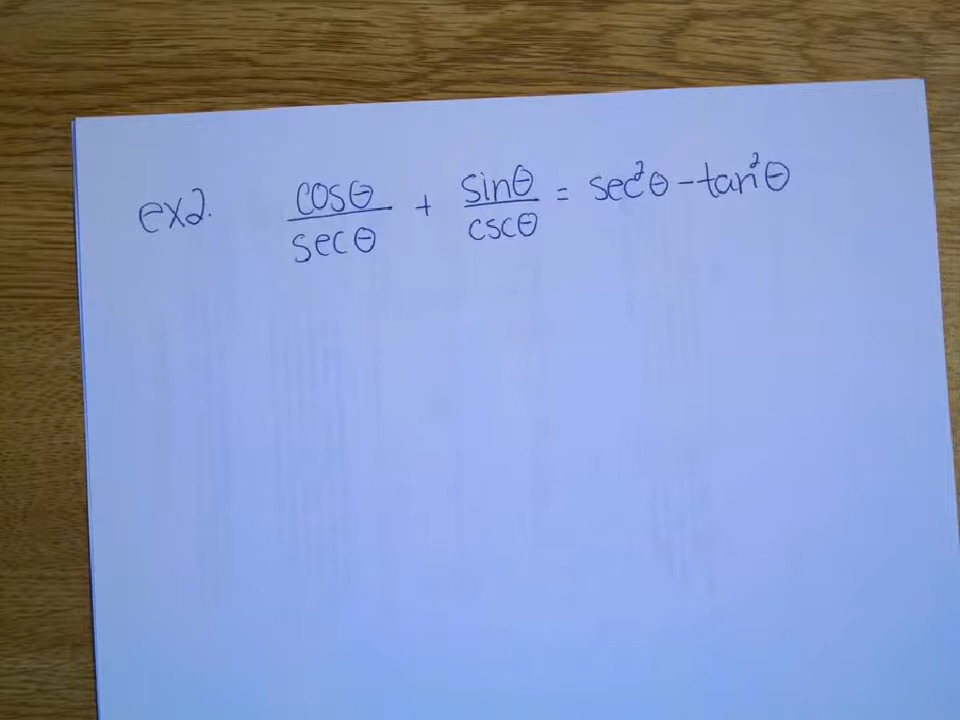 ex2. cosθ/secθ + sinθ/cscθ = sec²θ - tan²θ